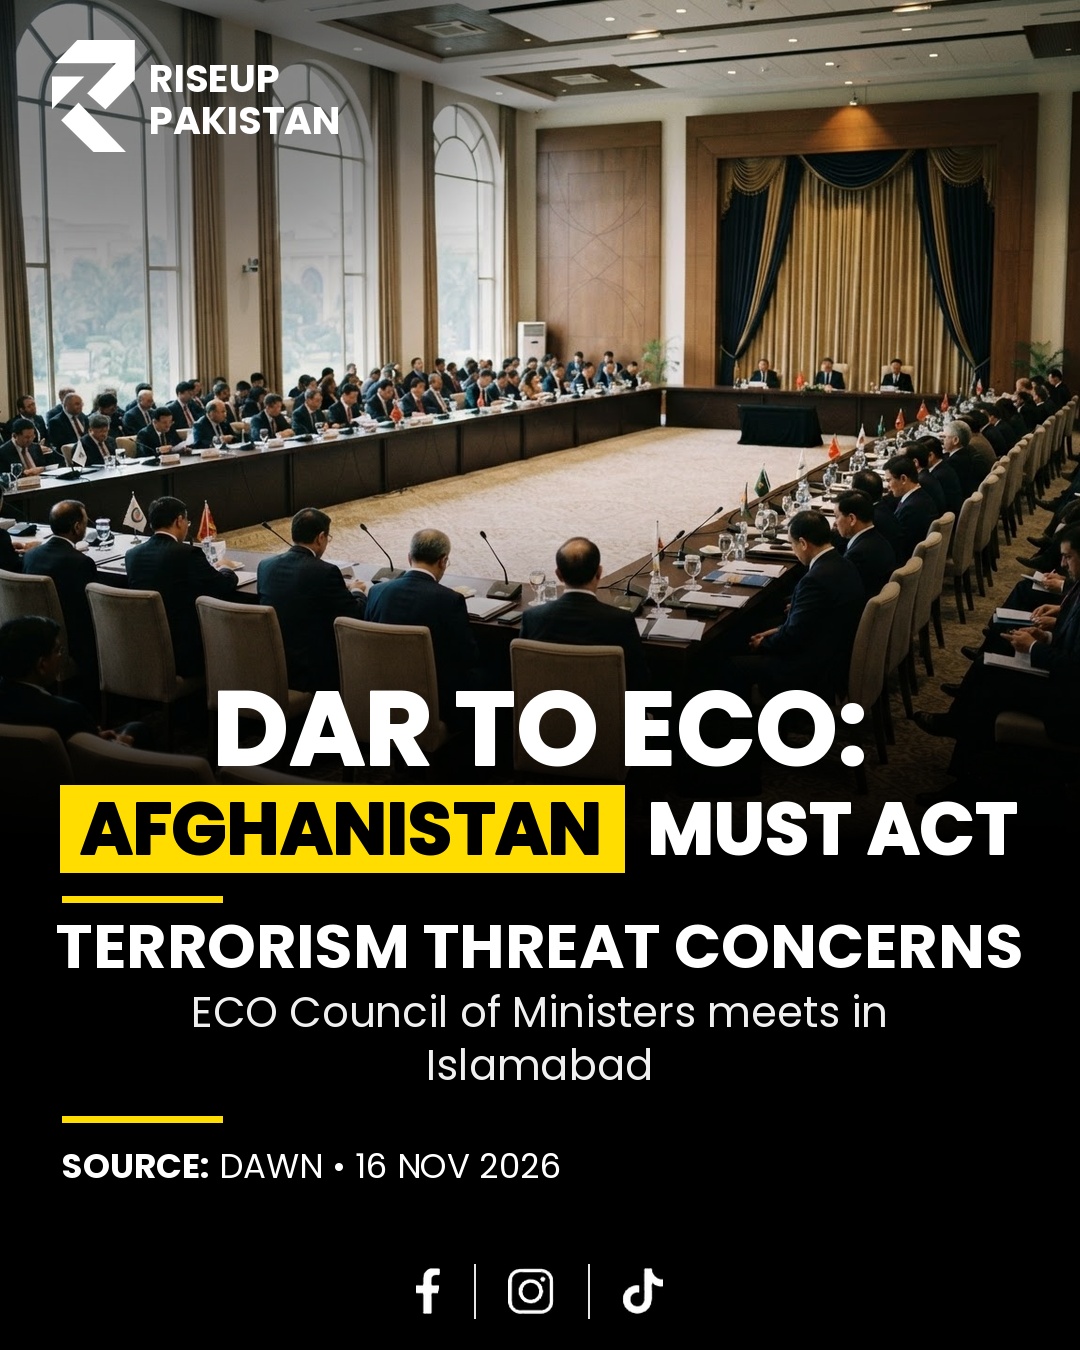 RISEUP
PAKISTAN
DAR TO ECO:
AFGHANISTAN MUST ACT
TERRORISM THREAT CONCERNS
ECO Council of Ministers meets in
Islamabad
SOURCE: DAWN • 16 NOV 2026